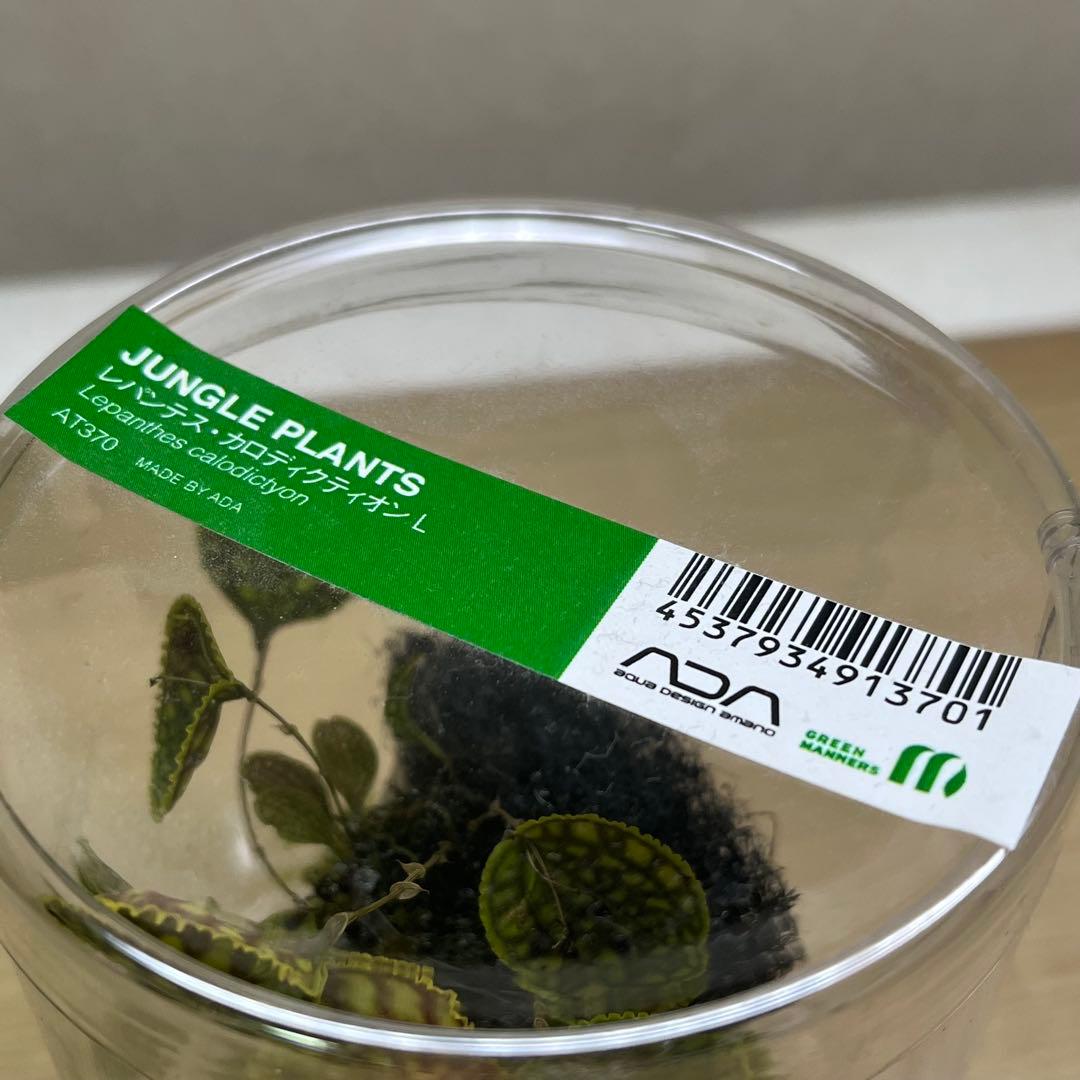 JUNGLE PLANTS
レパンテス・カロディクティオン L
Lepanthes calodictyon
AT370 MADE BY ADA
4537934913701
ADA
aqua design amano
GREEN
MANNERS